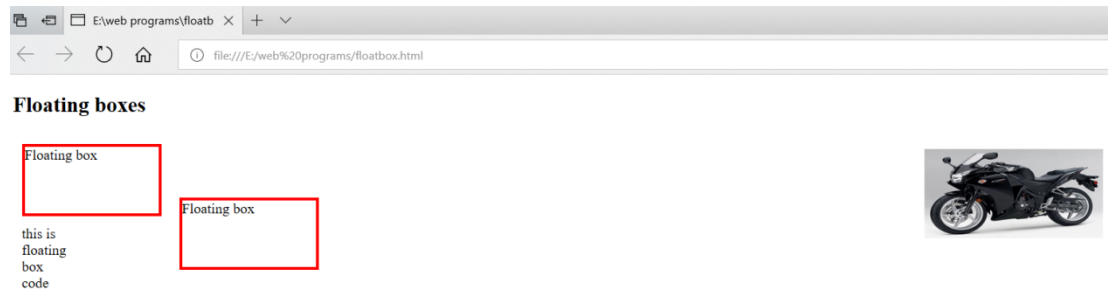 E:\web programs\floatb
file:///E:/web%20programs/floatbox.html
Floating boxes
Floating box
Floating box
this is
floating
box
code